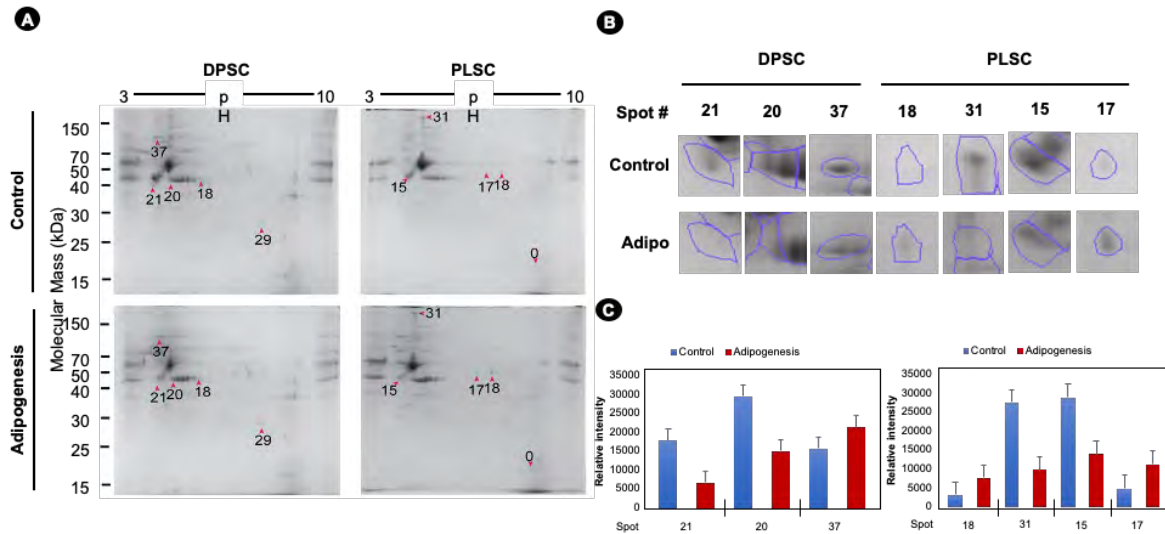 A
DPSC
PLSC
3
p
H
10
3
p
H
10
Control
Adipogenesis
Molecular Mass (kDa)
150
70
50
40
30
25
15
150
70
50
40
30
25
15
37
21
20
18
29
31
15
17
18
0
37
21
20
18
29
31
15
17
18
0
B
DPSC
PLSC
Spot #
21
20
37
18
31
15
17
Control
Adipo
C
Control
Adipogenesis
Relative intensity
35000
30000
25000
20000
15000
10000
5000
0
Spot
21
20
37
Control
Adipogenesis
Relative intensity
35000
30000
25000
20000
15000
10000
5000
0
18
31
15
17